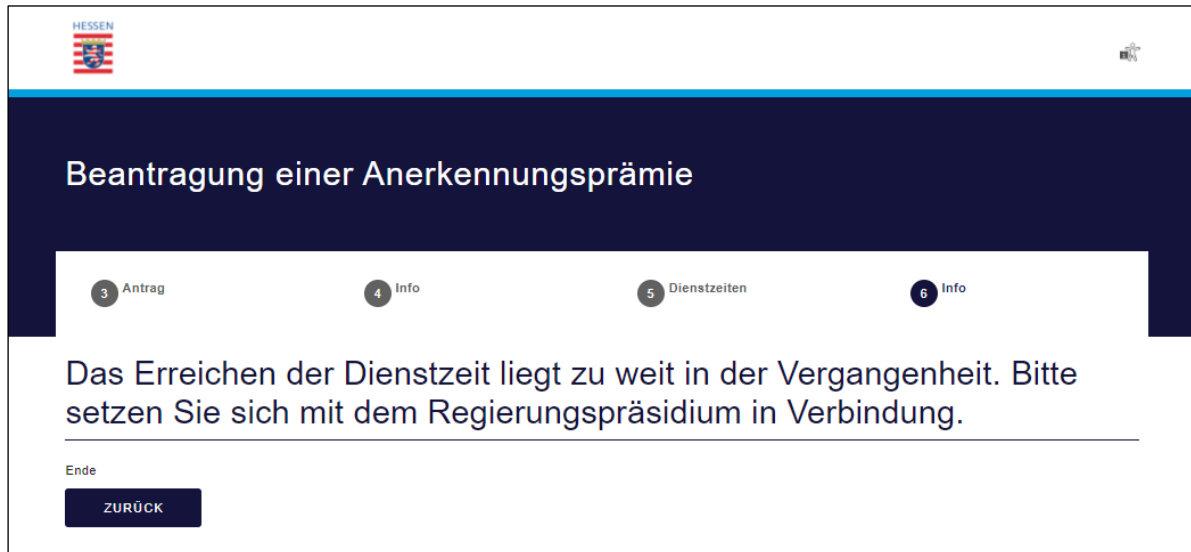 HESSEN
Beantragung einer Anerkennungsprämie
3 Antrag
4 Info
5 Dienstzeiten
6 Info
Das Erreichen der Dienstzeit liegt zu weit in der Vergangenheit. Bitte
setzen Sie sich mit dem Regierungspräsidium in Verbindung.
Ende
ZURÜCK